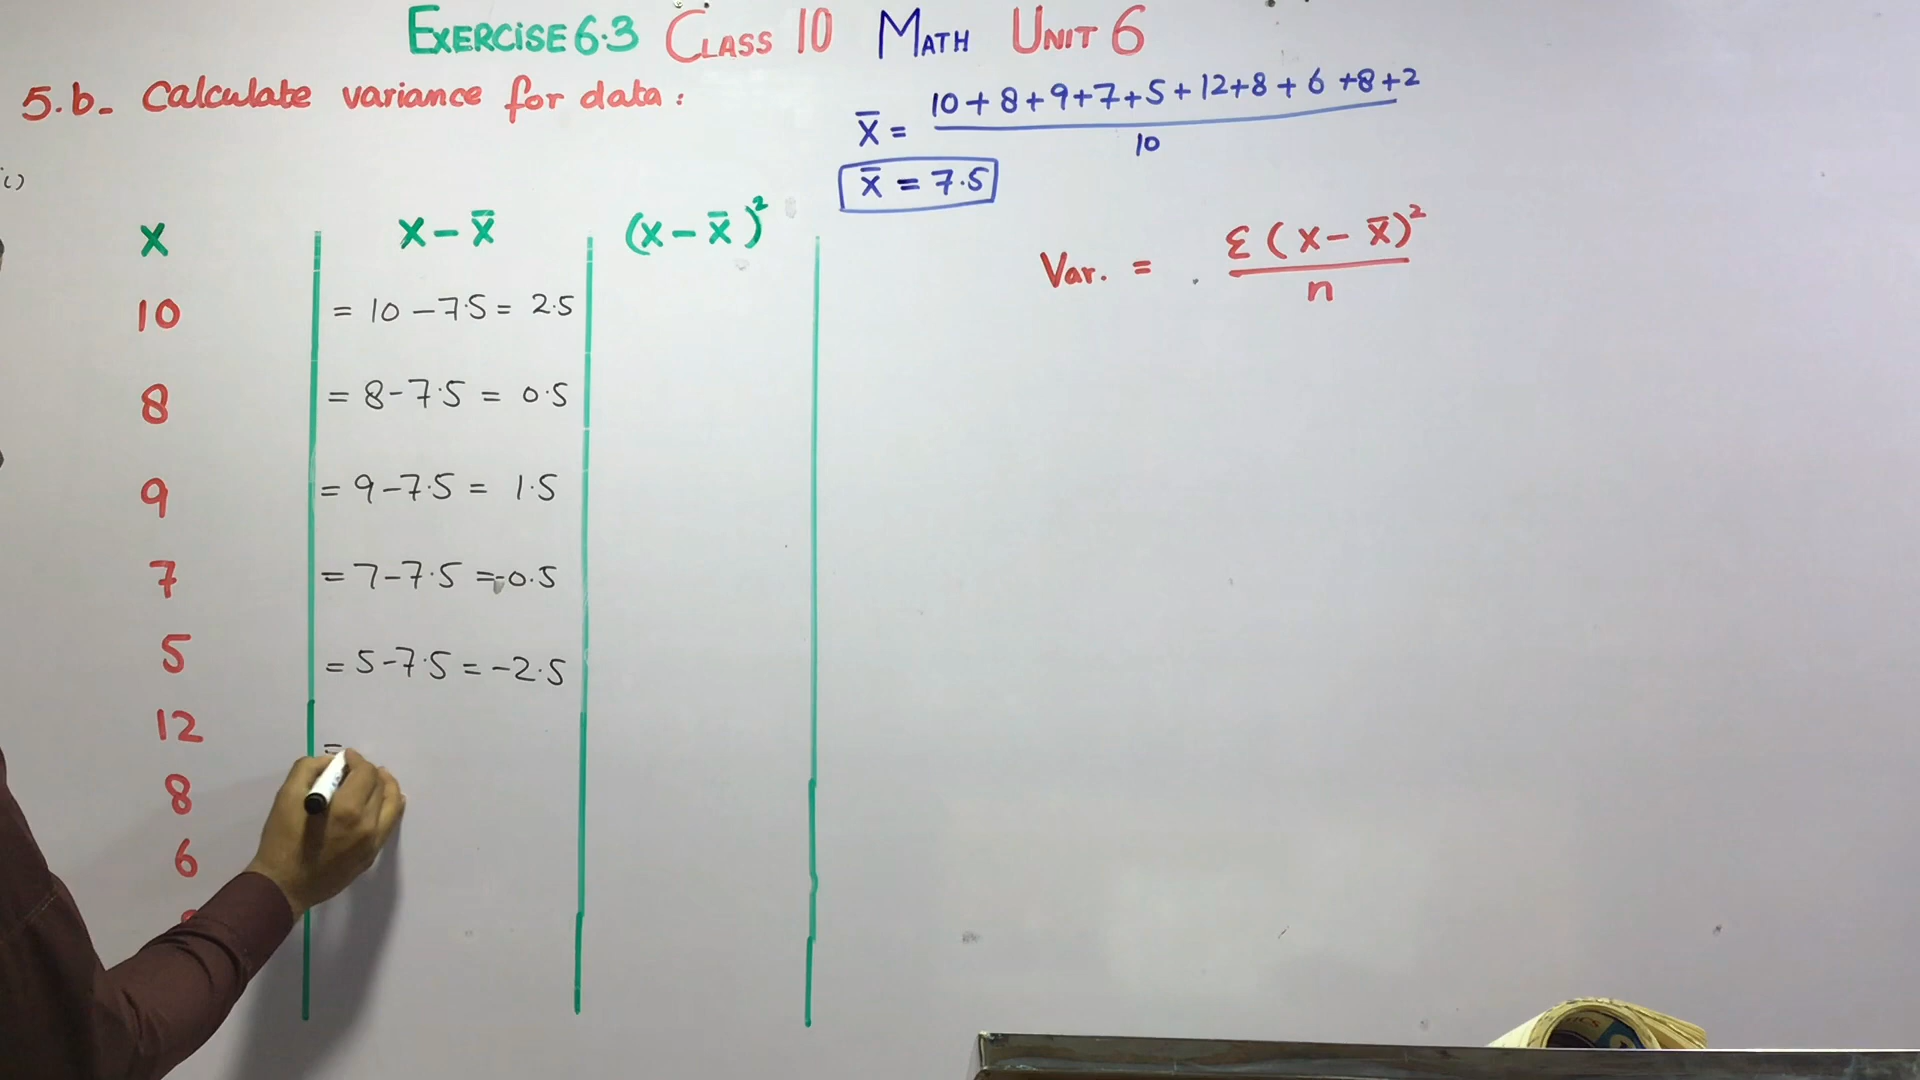 EXERCISE 6.3 CLASS 10 MATH UNIT 6
5.b- Calculate variance for data:
x̄ = 10+8+9+7+5+12+8+6+8+2
10
x̄ = 7.5
x x-x̄ (x-x̄)²
Var. = Σ(x-x̄)²
n
10 = 10-7.5= 2.5
8 = 8-7.5 = 0.5
9 = 9-7.5 = 1.5
7 = 7-7.5 =-0.5
5 = 5-7.5 = -2.5
12 =
8
6